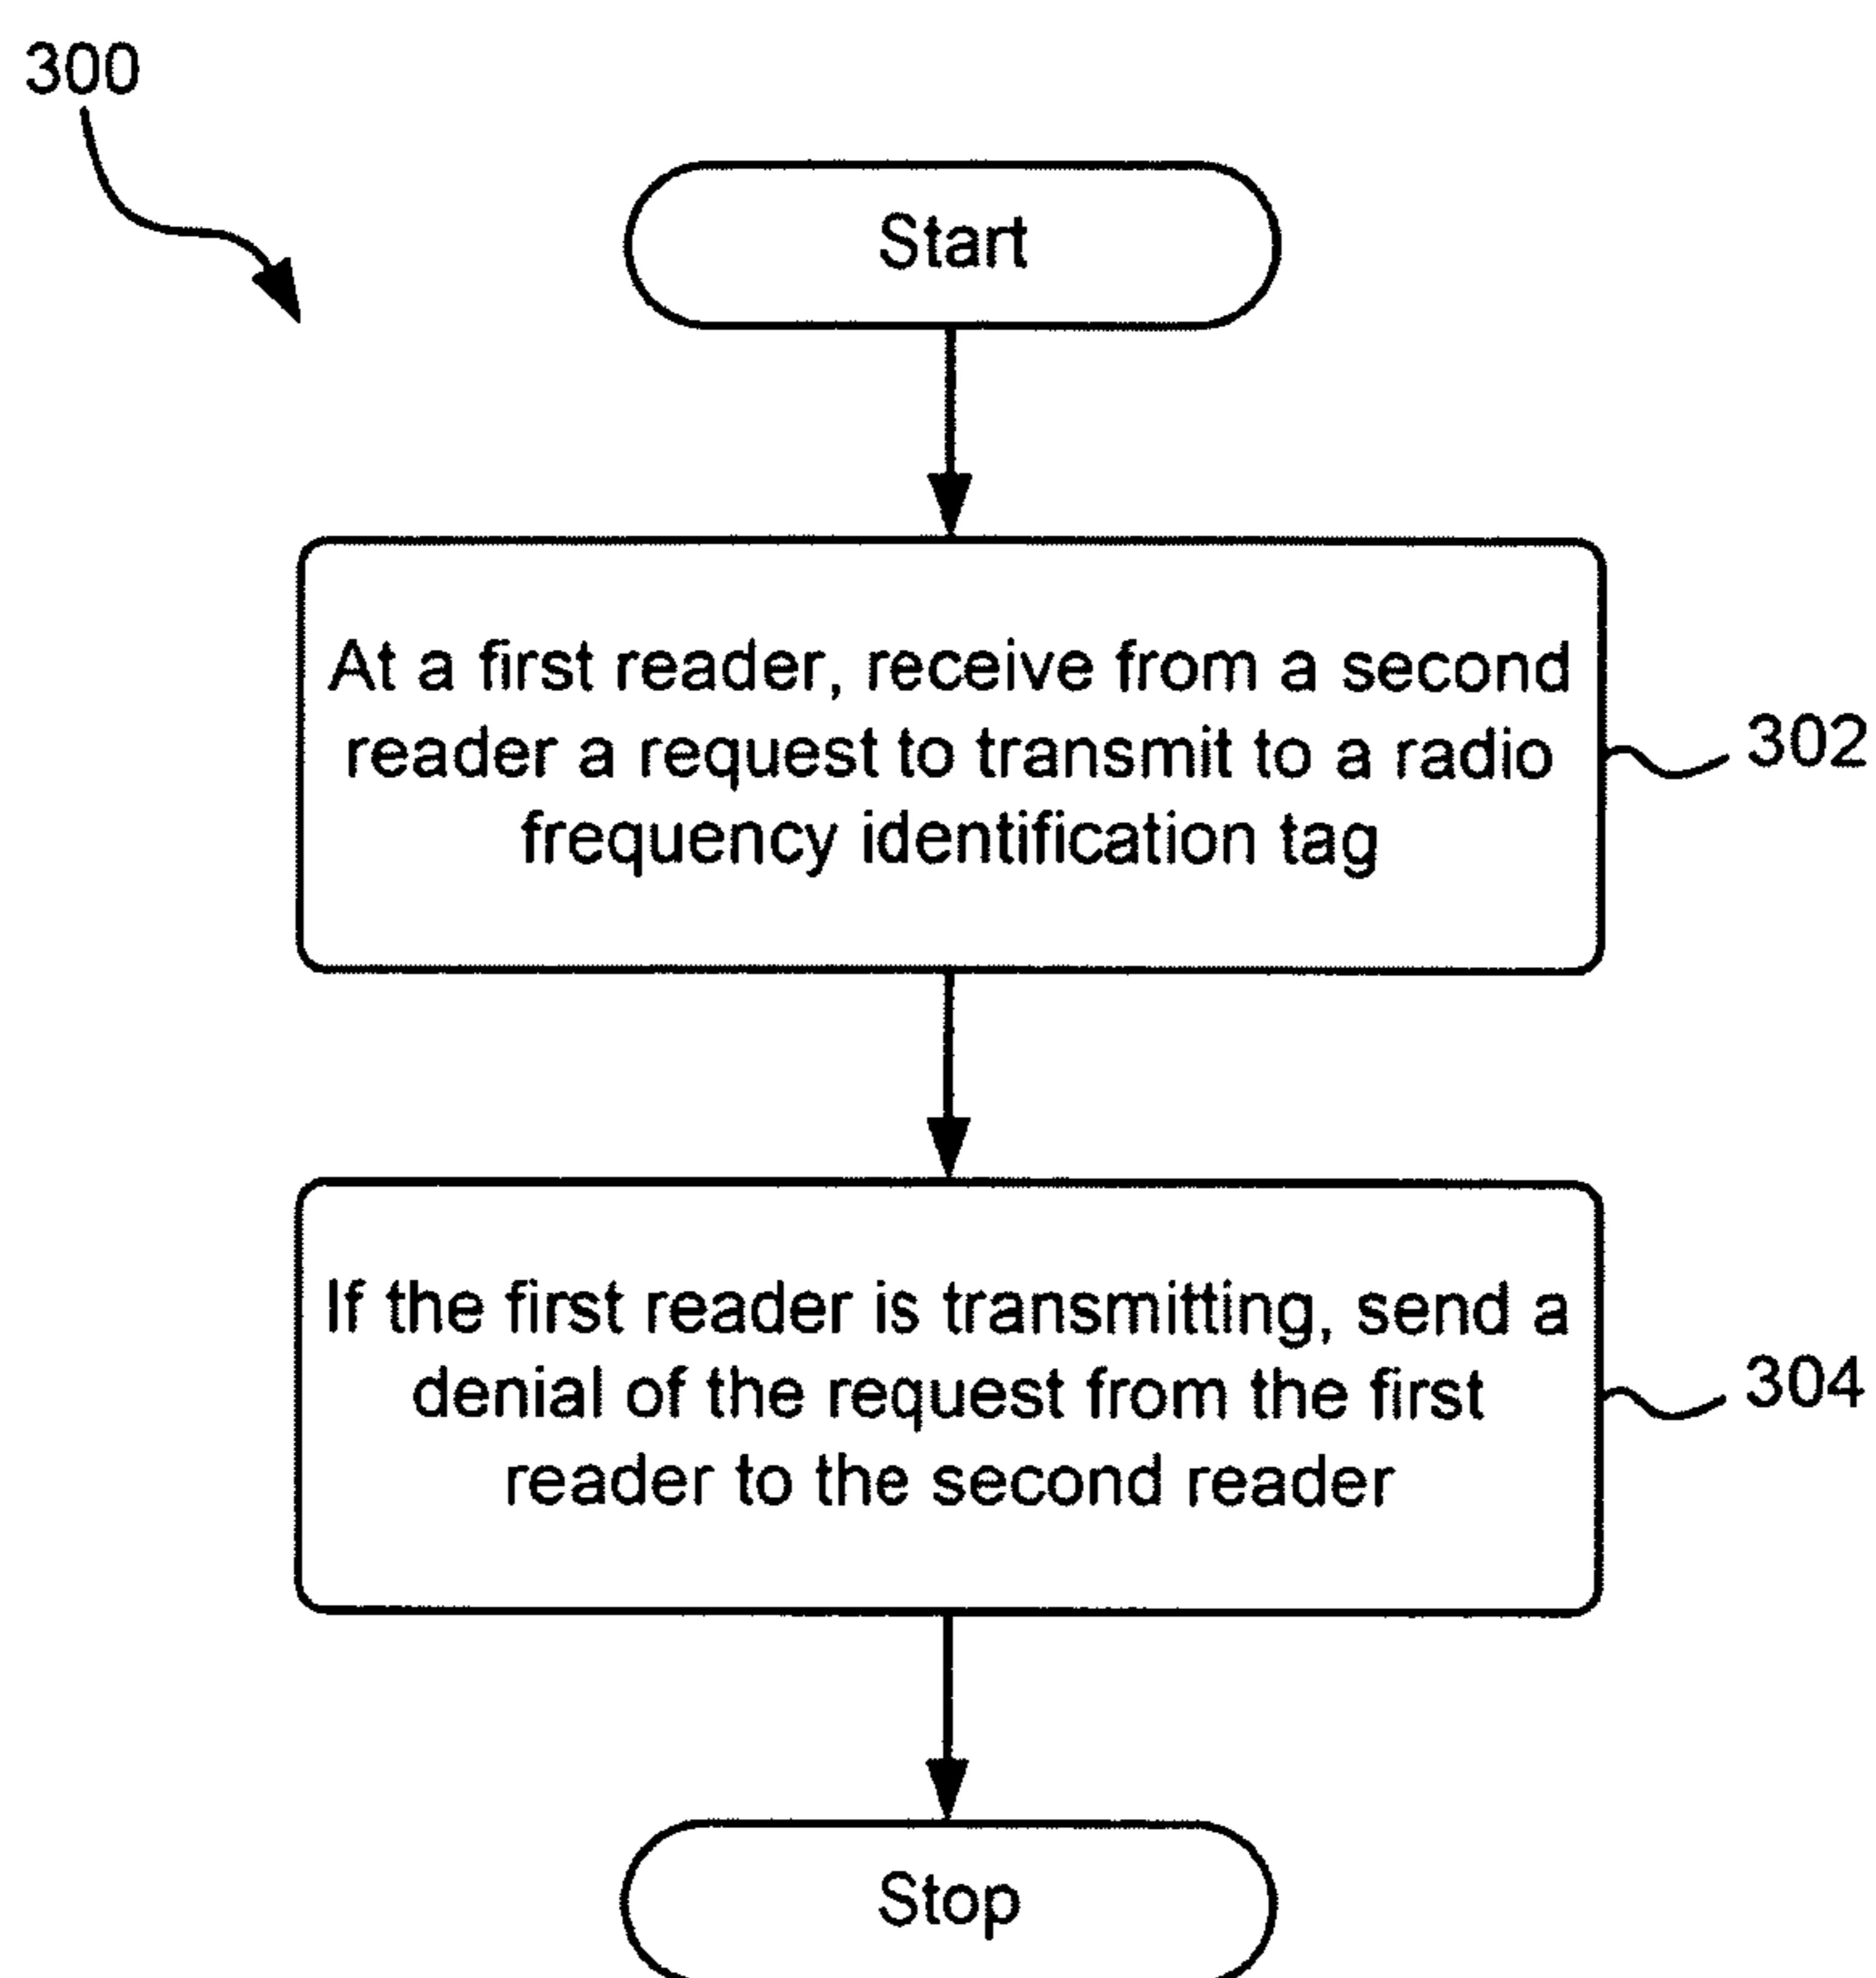 300
Start
At a first reader, receive from a second
reader a request to transmit to a radio
frequency identification tag
302
If the first reader is transmitting, send a
denial of the request from the first
reader to the second reader
304
Stop